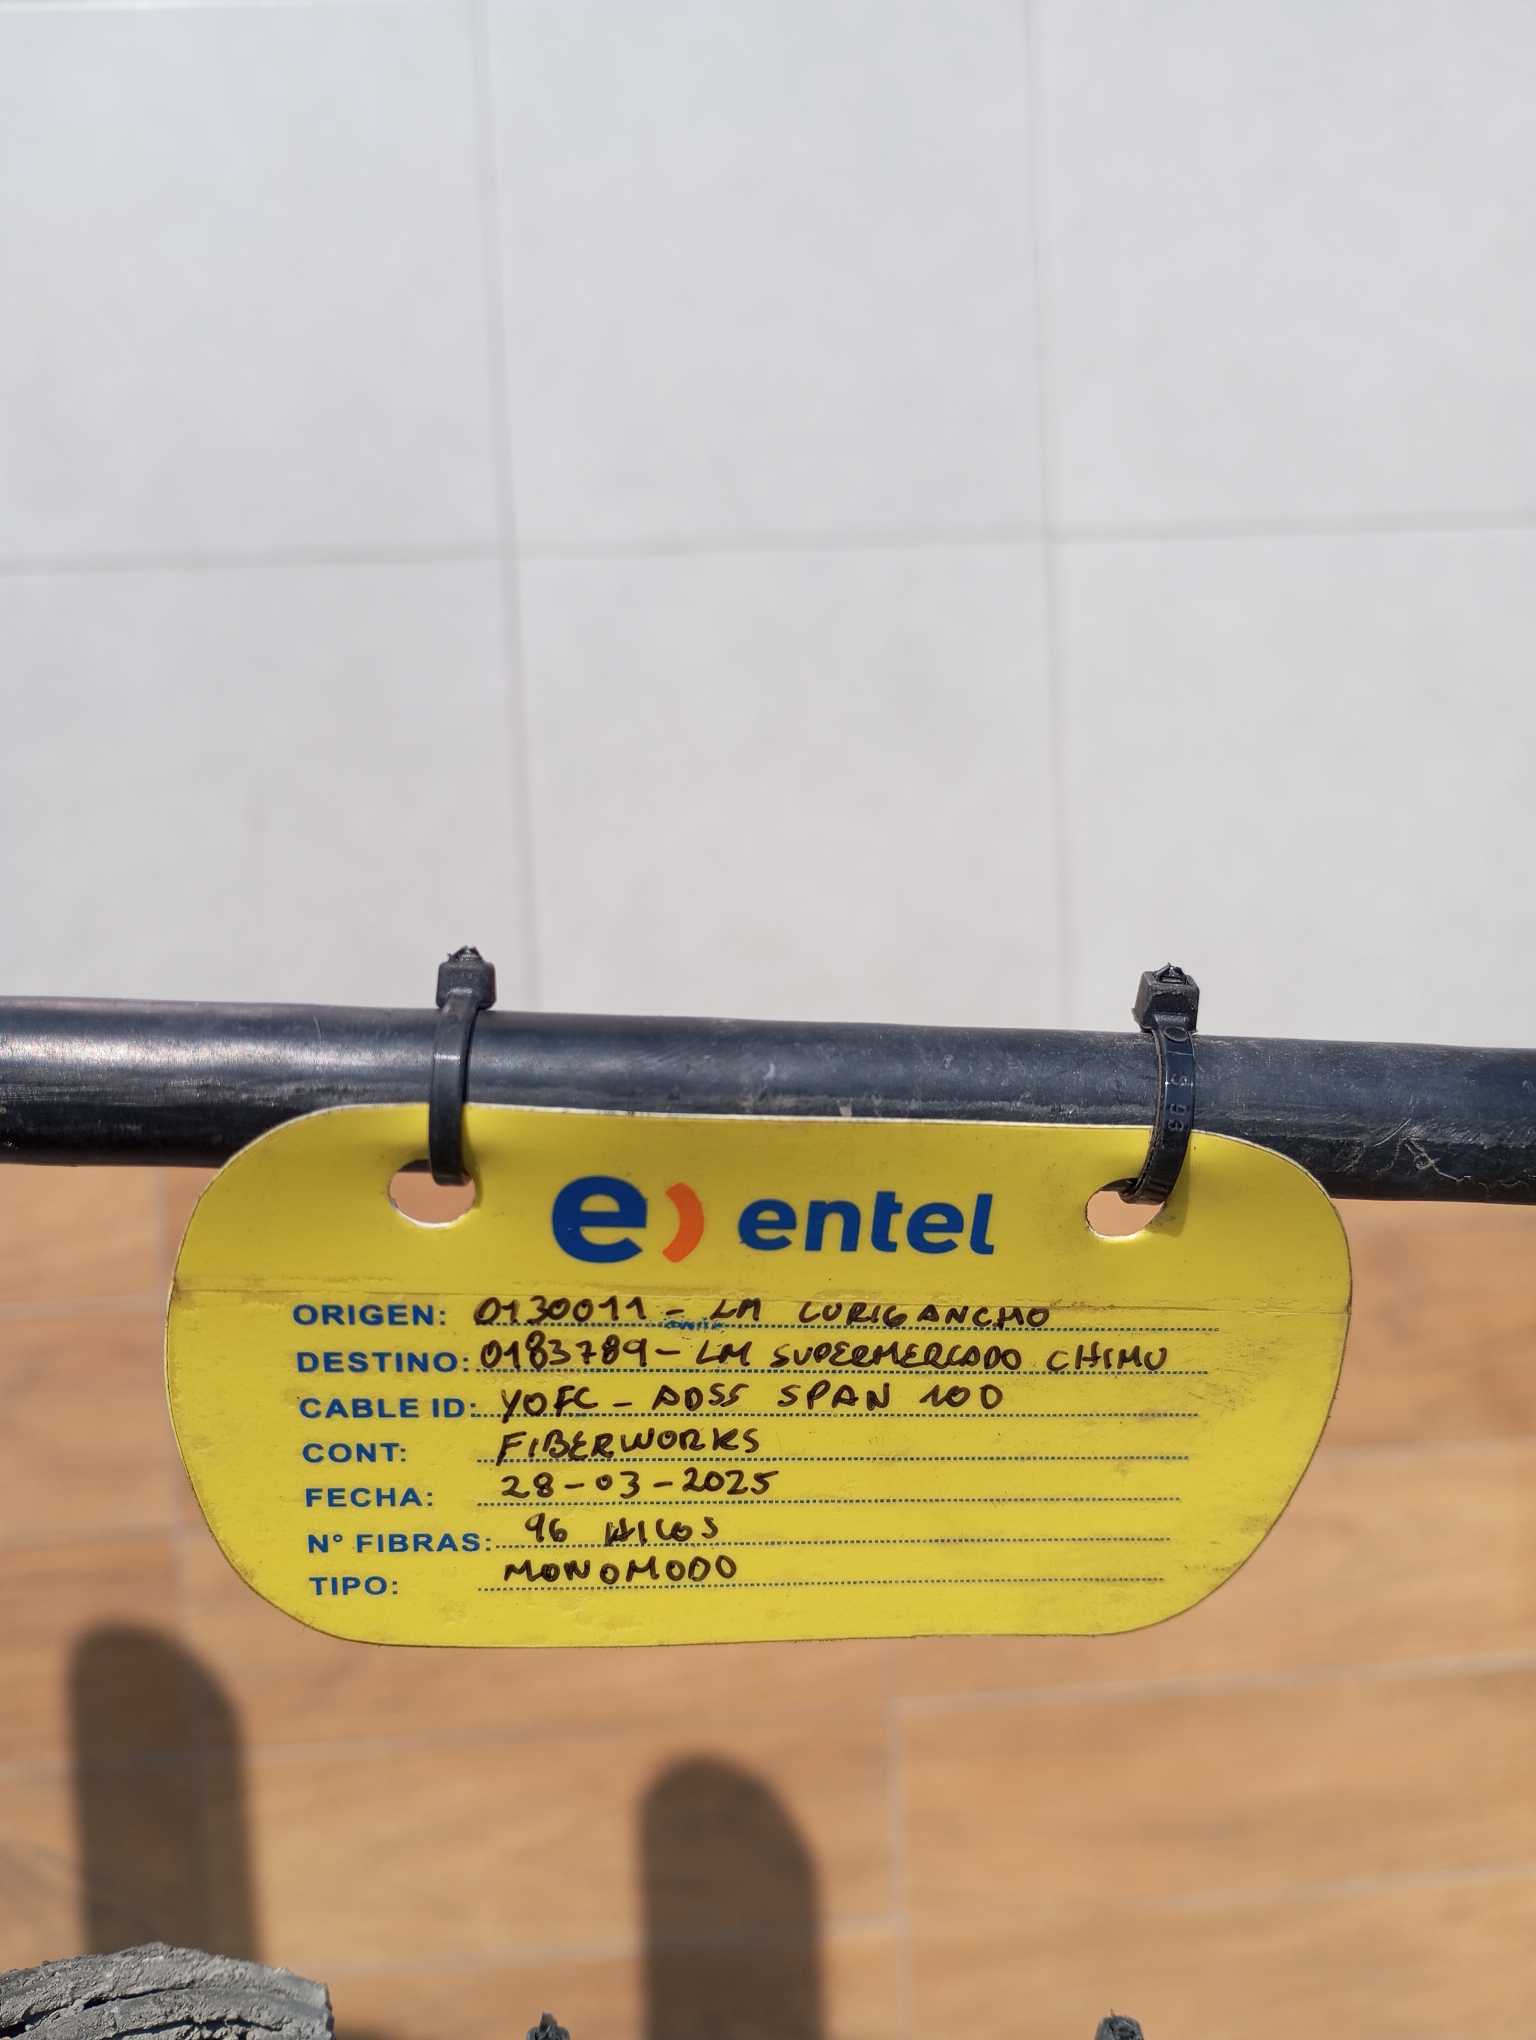 e) entel
ORIGEN: 0130011 - LM LURIGANCHO
DESTINO: 0183789 - LM SUPERMERCADO CHIMU
CABLE ID: YOFC - ADSS SPAN 100
CONT: FIBERWORKS
FECHA: 28-03-2025
N° FIBRAS: 96 HILOS
TIPO: MONOMODO